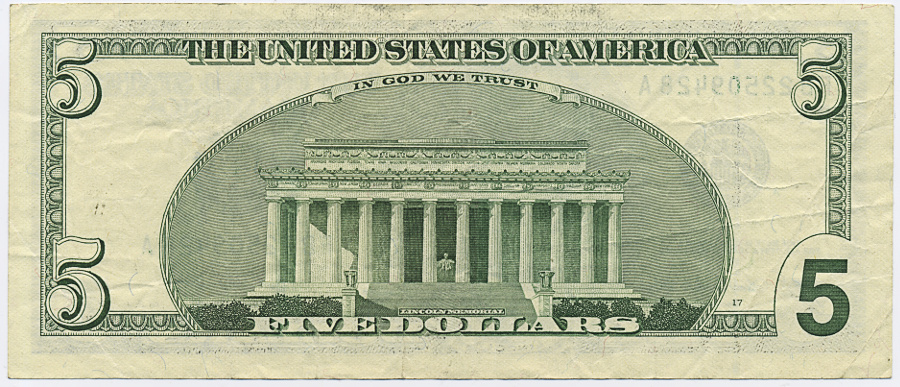 5 THE UNITED STATES OF AMERICA 5
IN GOD WE TRUST
LINCOLN MEMORIAL
17
5 FIVE DOLLARS 5